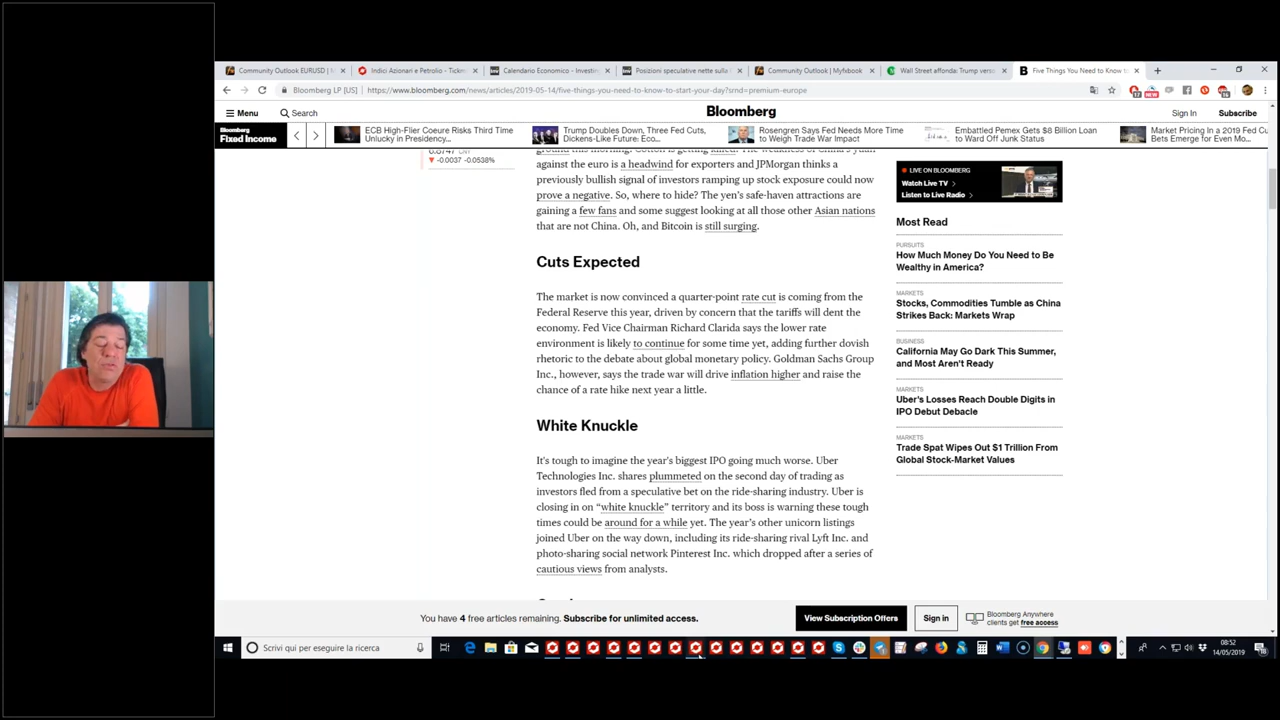 Community Outlook EURUSD | M
Indici Azionari e Petrolio - Tickm
Calendario Economico - Investing
Posizioni speculative nette sulla
Community Outlook | Myfxbook
Wall Street affonda: Trump verso
Five Things You Need to Know to
Bloomberg LP [US] | https://www.bloomberg.com/news/articles/2019-05-14/five-things-you-need-to-know-to-start-your-day?srnd=premium-europe
Menu
Search
Bloomberg
Sign In
Subscribe
Bloomberg
Fixed Income
ECB High-Flier Coeure Risks Third Time
Unlucky in Presidency...
Trump Doubles Down, Three Fed Cuts,
Dickens-Like Future: Eco...
Rosengren Says Fed Needs More Time
to Weigh Trade War Impact
Embattled Pemex Gets $8 Billion Loan
to Ward Off Junk Status
Market Pricing In a 2019 Fed Cu
Bets Emerge for Even Mo...
-0.0037 -0.0538%
ground this morning. Cotton is getting killed. The weakness of China's yuan
against the euro is a headwind for exporters and JPMorgan thinks a
previously bullish signal of investors ramping up stock exposure could now
prove a negative. So, where to hide? The yen's safe-haven attractions are
gaining a few fans and some suggest looking at all those other Asian nations
that are not China. Oh, and Bitcoin is still surging.
Cuts Expected
The market is now convinced a quarter-point rate cut is coming from the
Federal Reserve this year, driven by concern that the tariffs will dent the
economy. Fed Vice Chairman Richard Clarida says the lower rate
environment is likely to continue for some time yet, adding further dovish
rhetoric to the debate about global monetary policy. Goldman Sachs Group
Inc., however, says the trade war will drive inflation higher and raise the
chance of a rate hike next year a little.
White Knuckle
It's tough to imagine the year's biggest IPO going much worse. Uber
Technologies Inc. shares plummeted on the second day of trading as
investors fled from a speculative bet on the ride-sharing industry. Uber is
closing in on “white knuckle” territory and its boss is warning these tough
times could be around for a while yet. The year's other unicorn listings
joined Uber on the way down, including its ride-sharing rival Lyft Inc. and
photo-sharing social network Pinterest Inc. which dropped after a series of
cautious views from analysts.
LIVE ON BLOOMBERG
Watch Live TV
Listen to Live Radio
Most Read
PURSUITS
How Much Money Do You Need to Be
Wealthy in America?
MARKETS
Stocks, Commodities Tumble as China
Strikes Back: Markets Wrap
BUSINESS
California May Go Dark This Summer,
and Most Aren't Ready
MARKETS
Uber's Losses Reach Double Digits in
IPO Debut Debacle
MARKETS
Trade Spat Wipes Out $1 Trillion From
Global Stock-Market Values
You have 4 free articles remaining. Subscribe for unlimited access.
View Subscription Offers
Sign in
Bloomberg Anywhere
clients get free access
Scrivi qui per eseguire la ricerca
08:52
14/05/2019